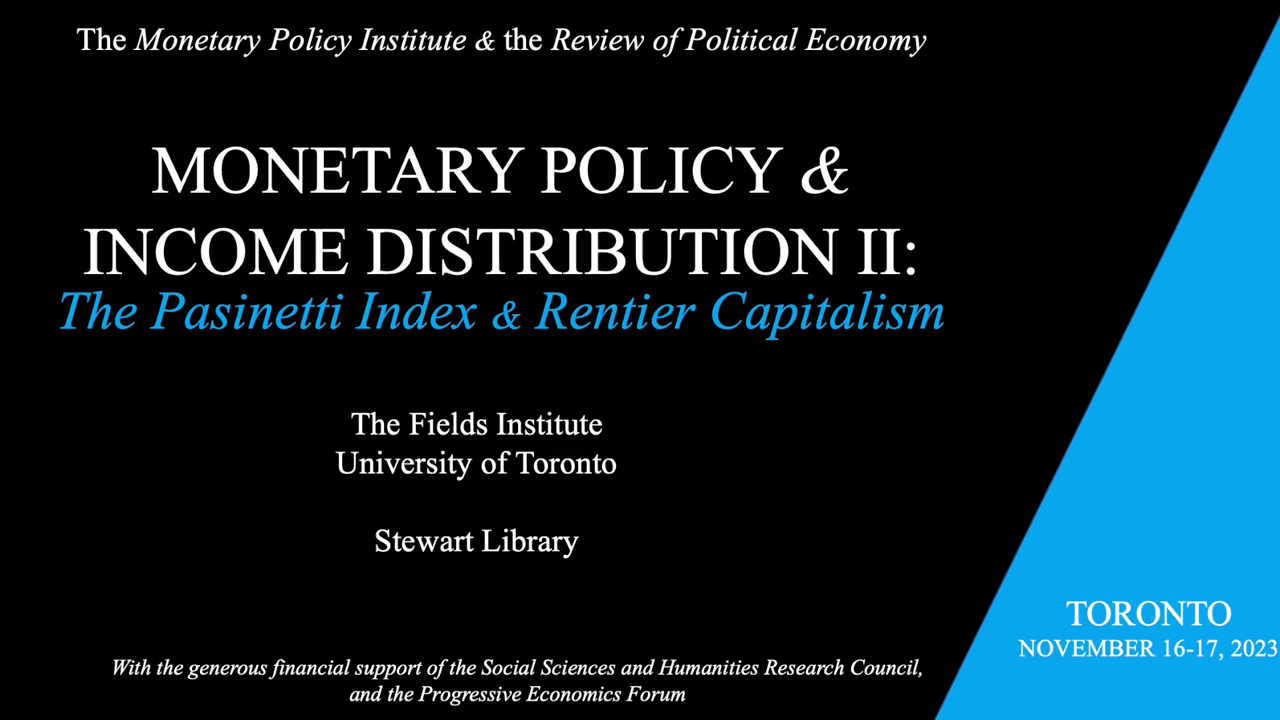 The Monetary Policy Institute & the Review of Political Economy
MONETARY POLICY &
INCOME DISTRIBUTION II:
The Pasinetti Index & Rentier Capitalism
The Fields Institute
University of Toronto
Stewart Library
TORONTO
NOVEMBER 16-17, 2023
With the generous financial support of the Social Sciences and Humanities Research Council,
and the Progressive Economics Forum